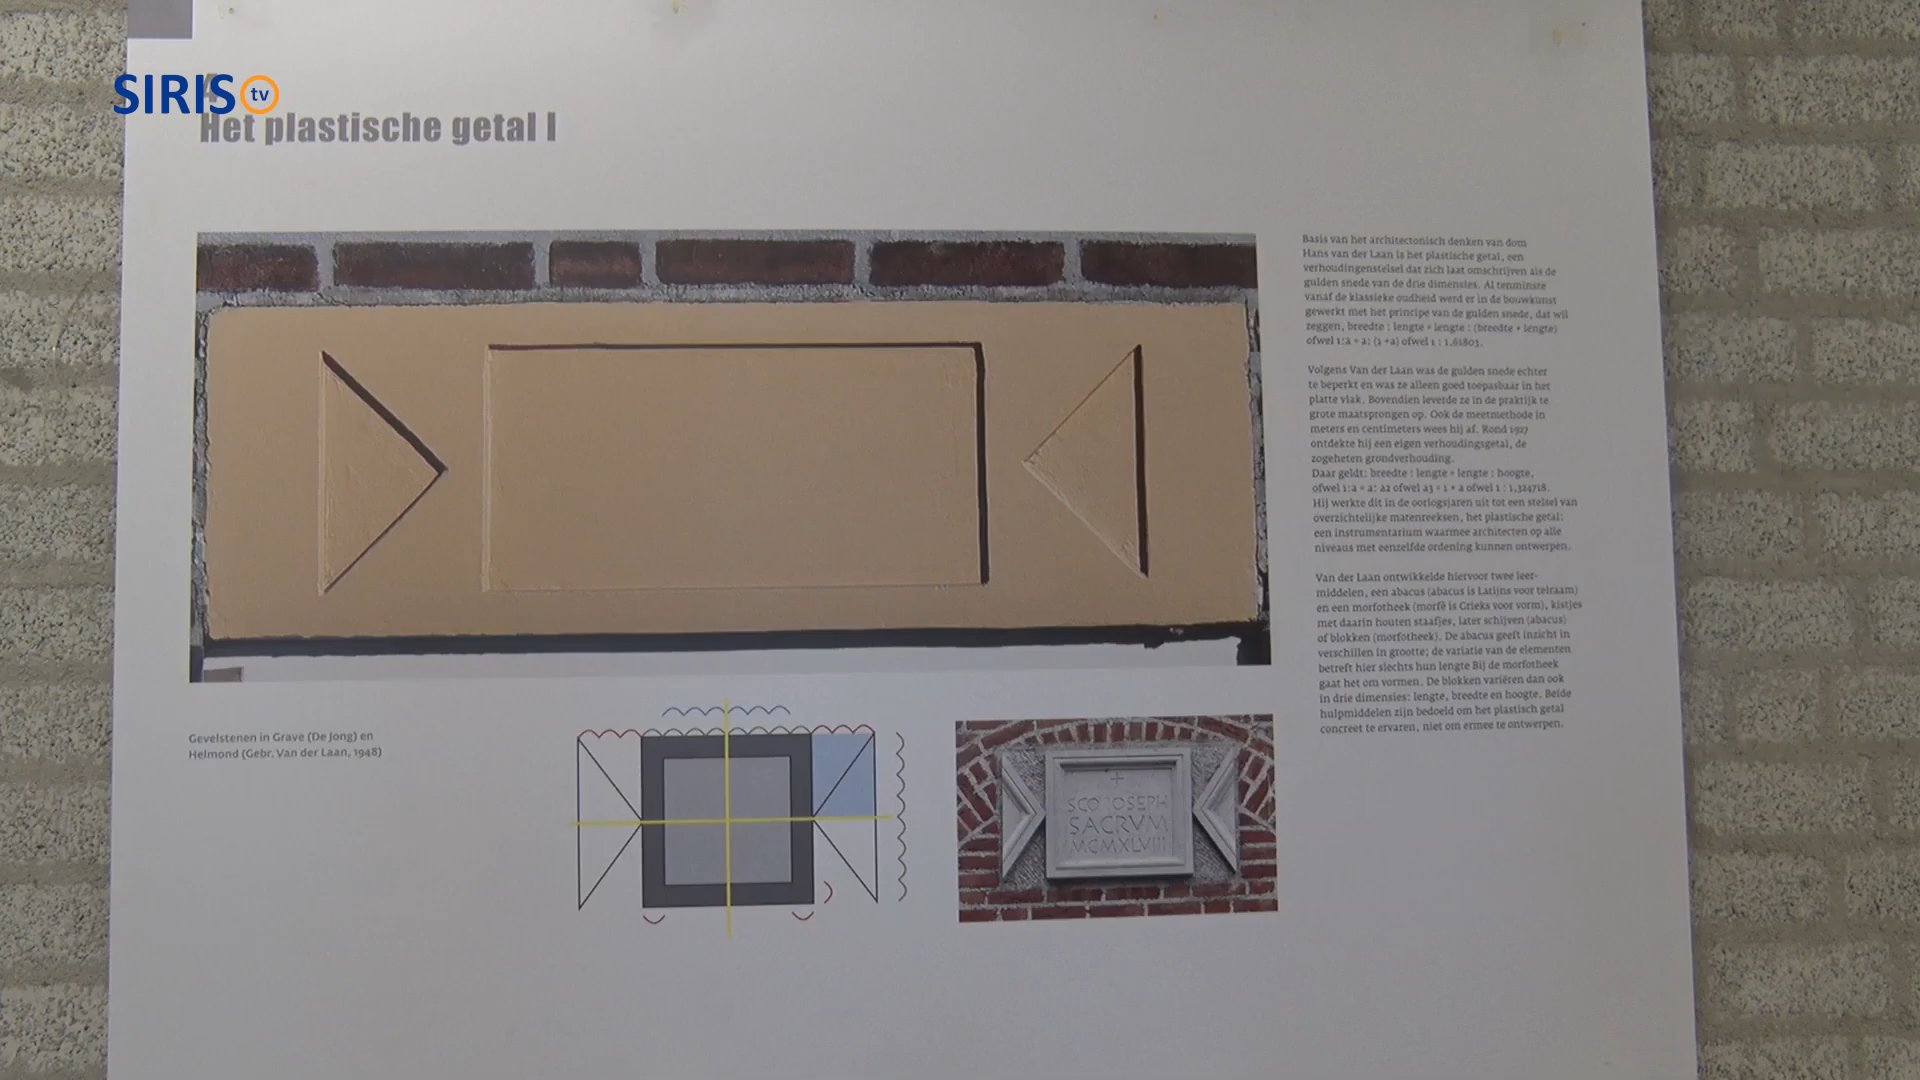 SIRIS tv
4
Het plastische getal I
Basis van het architectonisch denken van dom
Hans van der Laan is het plastische getal, een
verhoudingenstelsel dat zich laat omschrijven als de
gulden snede van de drie dimensies. Al tenminste
vanaf de klassieke oudheid werd er in de bouwkunst
gewerkt met het principe van de gulden snede, dat wil
zeggen, breedte : lengte = lengte : (breedte + lengte)
ofwel 1:a = a: (1 +a) ofwel 1 : 1,61803.
Volgens Van der Laan was de gulden snede echter
te beperkt en was ze alleen goed toepasbaar in het
platte vlak. Bovendien leverde ze in de praktijk te
grote maatsprongen op. Ook de meetmethode in
meters en centimeters wees hij af. Rond 1927
ontdekte hij een eigen verhoudingsgetal, de
zogeheten grondverhouding.
Daar geldt: breedte : lengte = lengte : hoogte,
ofwel 1:a = a: a2 ofwel a3 = 1 + a ofwel 1 : 1,324718.
Hij werkte dit in de oorlogsjaren uit tot een stelsel van
overzichtelijke matenreeksen, het plastische getal:
een instrumentarium waarmee architecten op alle
niveaus met eenzelfde ordening kunnen ontwerpen.
Van der Laan ontwikkelde hiervoor twee leer-
middelen, een abacus (abacus is Latijns voor telraam)
en een morfotheek (morfè is Grieks voor vorm), kistjes
met daarin houten staafjes, later schijven (abacus)
of blokken (morfotheek). De abacus geeft inzicht in
verschillen in grootte; de variatie van de elementen
betreft hier slechts hun lengte Bij de morfotheek
gaat het om vormen. De blokken variëren dan ook
in drie dimensies: lengte, breedte en hoogte. Beide
hulpmiddelen zijn bedoeld om het plastisch getal
concreet te ervaren, niet om ermee te ontwerpen.
Gevelstenen in Grave (De Jong) en
Helmond (Gebr. Van der Laan, 1948)
SCO IOSEPH
SACRVM
MCMXLVIII